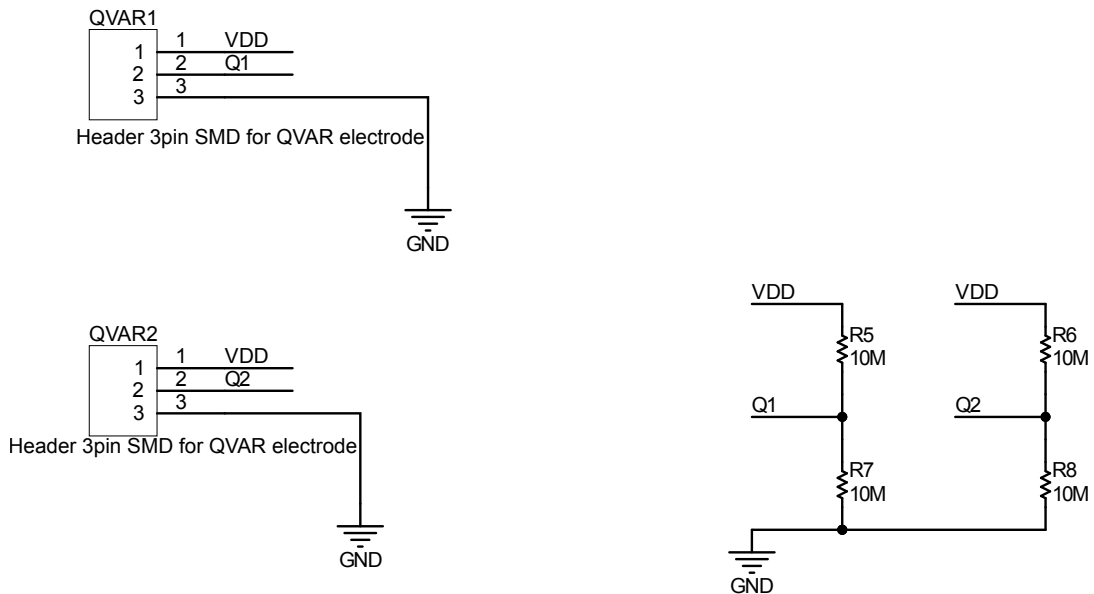 QVAR1
1 1 VDD
2 2 Q1
3 3
Header 3pin SMD for QVAR electrode
GND
QVAR2
1 1 VDD
2 2 Q2
3 3
Header 3pin SMD for QVAR electrode
GND
VDD VDD
R5 R6
10M 10M
Q1 Q2
R7 R8
10M 10M
GND